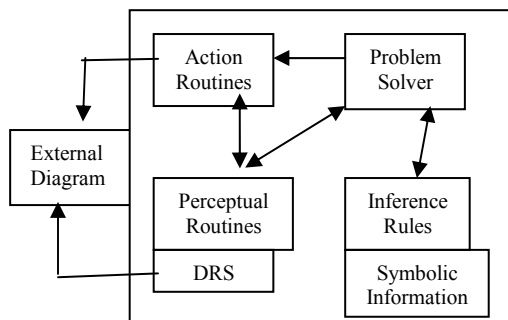 Action
Routines
Problem
Solver
External
Diagram
Perceptual
Routines
Inference
Rules
DRS
Symbolic
Information